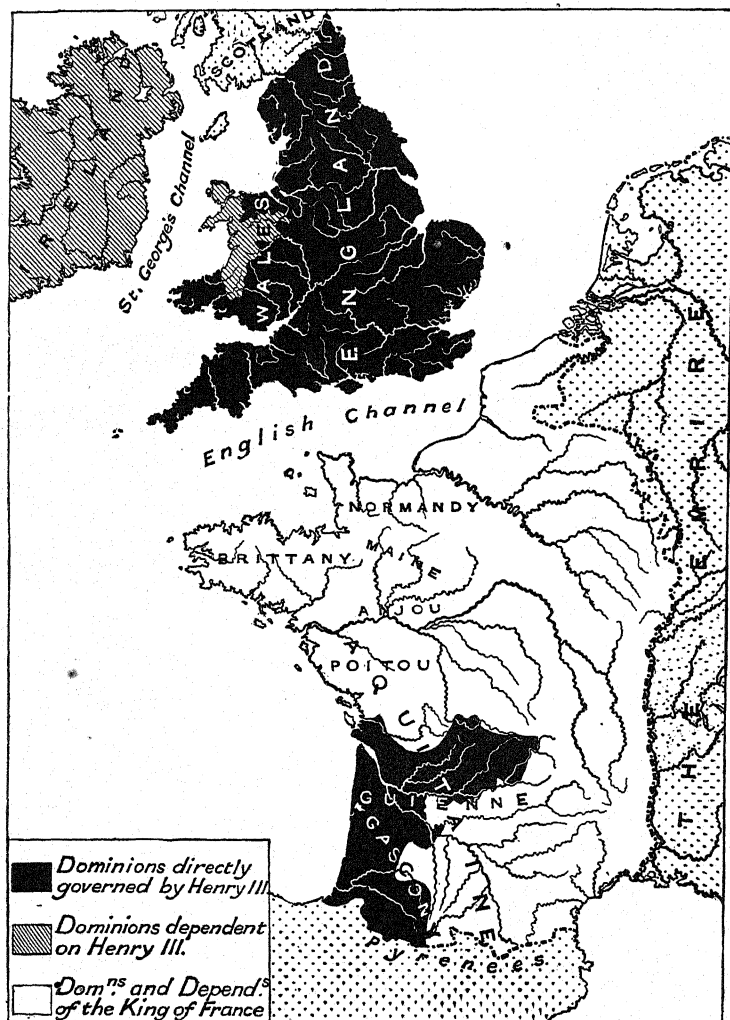 SCOTLAND
IRELAND
St. George's Channel
WALES
ENGLAND
English Channel
THE EMPIRE
NORMANDY
BRITTANY
MAINE
ANJOU
POITOU
AQUITAINE
GUIENNE
GASCONY
Pyrenees
Dominions directly
governed by Henry III.
Dominions dependent
on Henry III.
Domns. and Depends.
of the King of France